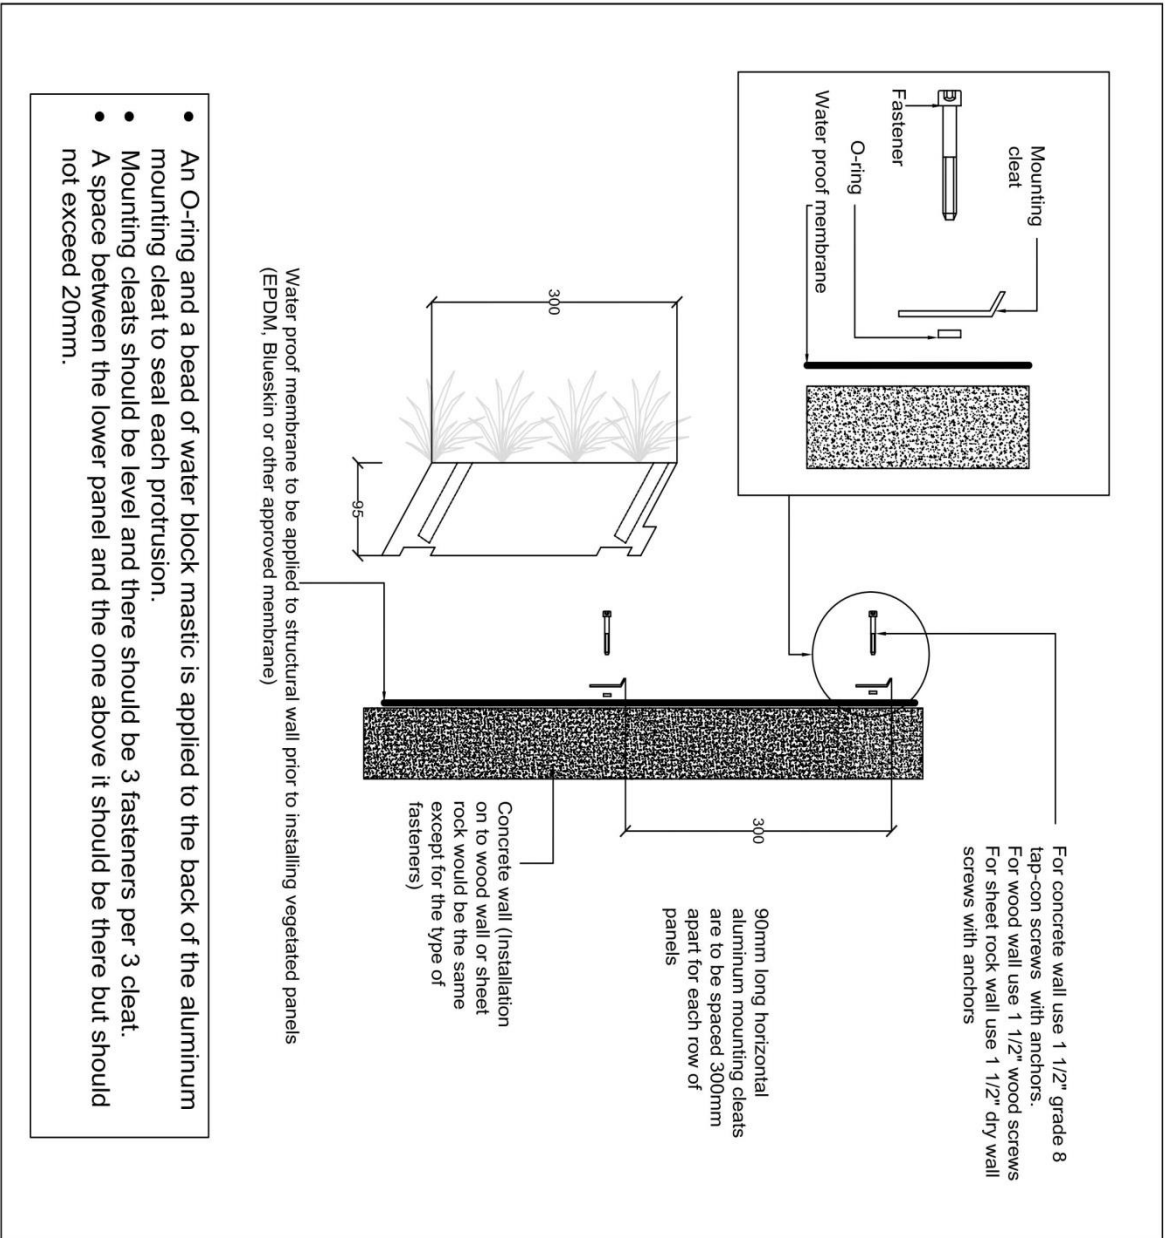 Mounting
cleat
Fastener
O-ring
Water proof membrane
For concrete wall use 1 1/2" grade 8
tap-con screws with anchors.
For wood wall use 1 1/2" wood screws
For sheet rock wall use 1 1/2" dry wall
screws with anchors
300
90mm long horizontal
aluminum mounting cleats
are to be spaced 300mm
apart for each row of
panels
300
95
Concrete wall (Installation
on to wood wall or sheet
rock would be the same
except for the type of
fasteners)
Water proof membrane to be applied to structural wall prior to installing vegetated panels
(EPDM, Blueskin or other approved membrane)
• An O-ring and a bead of water block mastic is applied to the back of the aluminum
mounting cleat to seal each protrusion.
• Mounting cleats should be level and there should be 3 fasteners per 3 cleat.
• A space between the lower panel and the one above it should be there but should
not exceed 20mm.